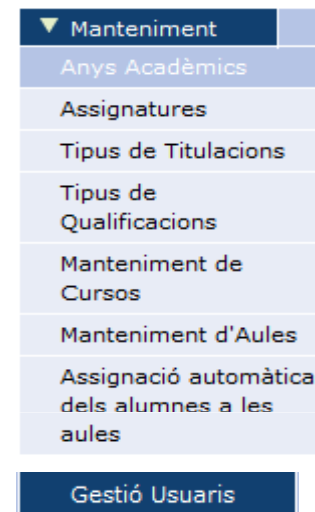 ▼ Manteniment
Anys Acadèmics
Assignatures
Tipus de Titulacions
Tipus de
Qualificacions
Manteniment de
Cursos
Manteniment d'Aules
Assignació automàtica
dels alumnes a les
aules
Gestió Usuaris